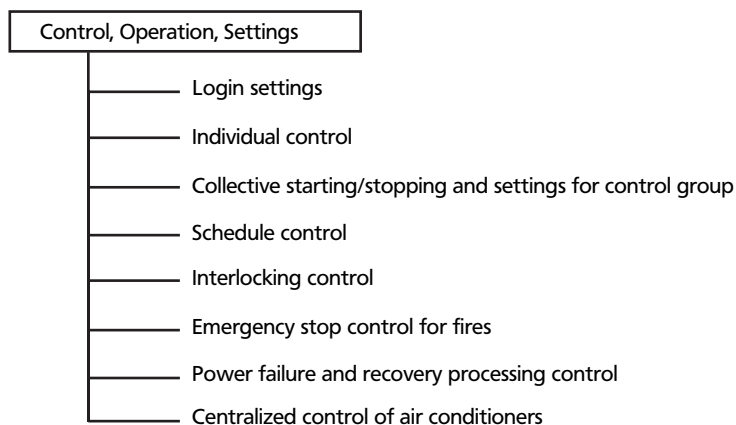 Control, Operation, Settings
Login settings
Individual control
Collective starting/stopping and settings for control group
Schedule control
Interlocking control
Emergency stop control for fires
Power failure and recovery processing control
Centralized control of air conditioners